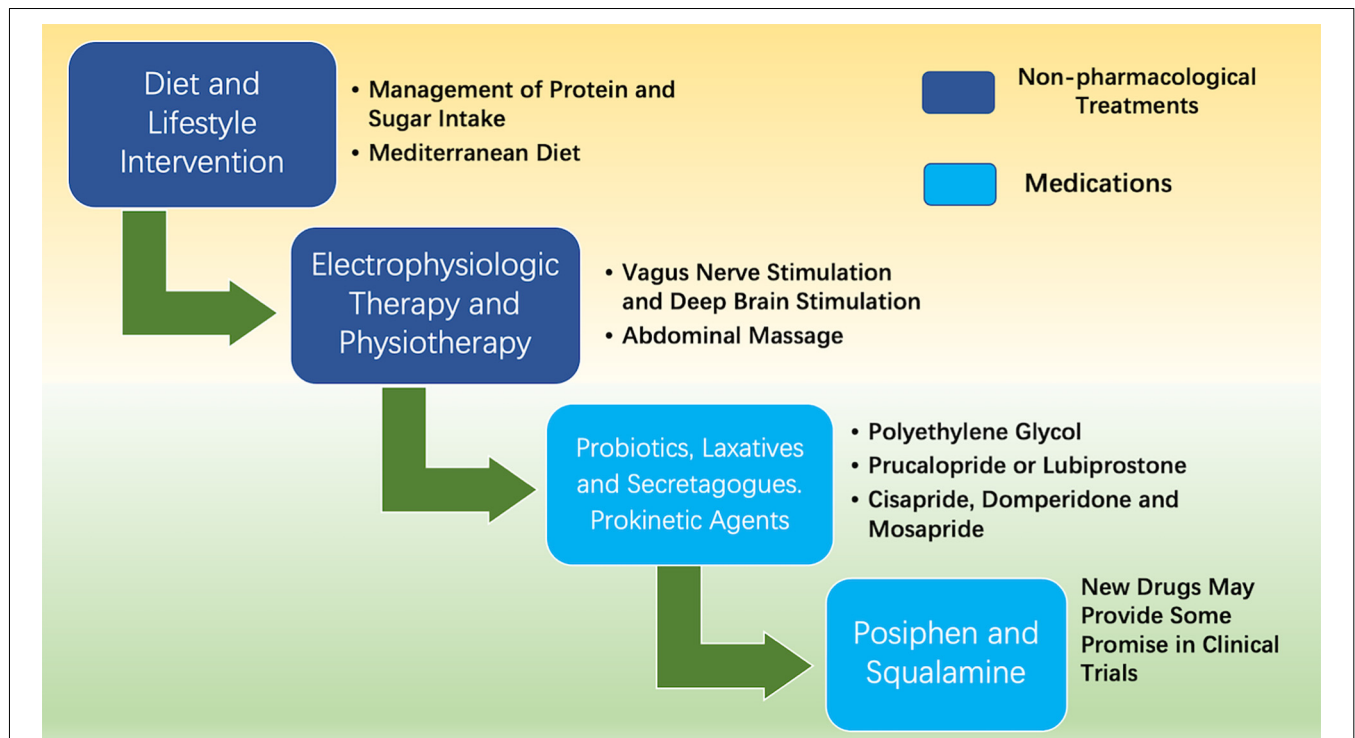 Diet and
Lifestyle
Intervention
• Management of Protein and
Sugar Intake
• Mediterranean Diet
Non-pharmacological
Treatments
Medications
Electrophysiologic
Therapy and
Physiotherapy
• Vagus Nerve Stimulation
and Deep Brain Stimulation
• Abdominal Massage
Probiotics, Laxatives
and Secretagogues.
Prokinetic Agents
• Polyethylene Glycol
• Prucalopride or Lubiprostone
• Cisapride, Domperidone and
Mosapride
Posiphen and
Squalamine
New Drugs May
Provide Some
Promise in Clinical
Trials